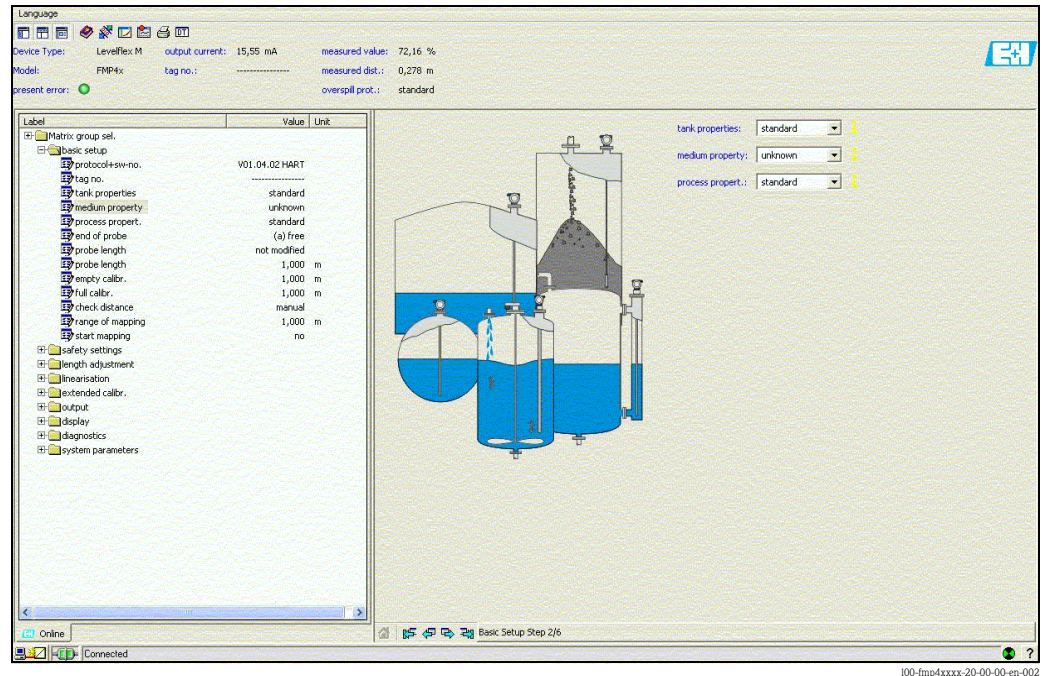 Language
DT
Device Type: Levelflex M output current: 15,55 mA measured value: 72,16 %
Model: FMP4x tag no.: --------------- measured dist.: 0,278 m
present error: overspill prot.: standard
E+H
Label Value Unit
Matrix group sel.
basic setup
protocol+sw-no. V01.04.02 HART
tag no. ---------------
tank properties standard
medium property unknown
process propert. standard
end of probe (a) free
probe length not modified
probe length 1,000 m
empty calibr. 1,000 m
full calibr. 1,000 m
check distance manual
range of mapping 1,000 m
start mapping no
safety settings
length adjustment
linearisation
extended calibr.
output
display
diagnostics
system parameters
tank properties: standard
medium property: unknown
process propert.: standard
Online
Basic Setup Step 2/6
Connected
?
l00-fmp4xxxx-20-00-00-en-002